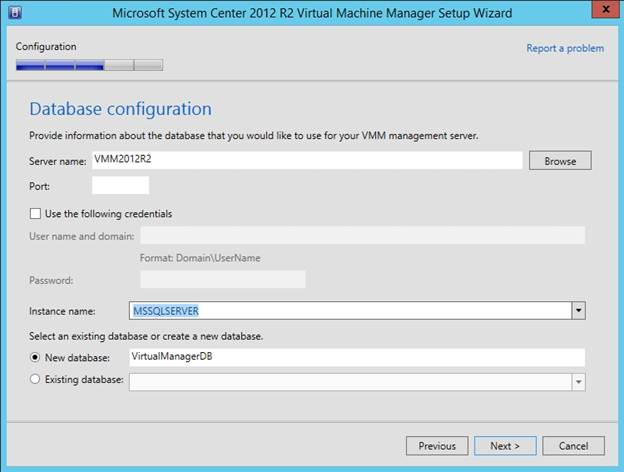 Microsoft System Center 2012 R2 Virtual Machine Manager Setup Wizard
x
Configuration
Report a problem
Database configuration
Provide information about the database that you would like to use for your VMM management server.
Server name: VMM2012R2 Browse
Port:
Use the following credentials
User name and domain:
Format: Domain\UserName
Password:
Instance name: MSSQLSERVER
Select an existing database or create a new database.
New database: VirtualManagerDB
Existing database:
Previous Next > Cancel